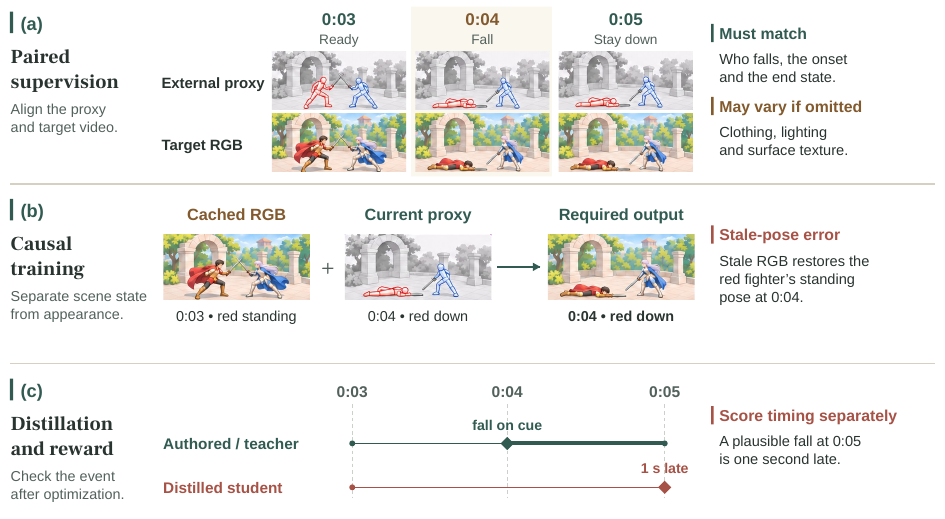 (a)
Paired
supervision
Align the proxy
and target video.
0:03
Ready
0:04
Fall
0:05
Stay down
External proxy
Target RGB
Must match
Who falls, the onset
and the end state.
May vary if omitted
Clothing, lighting
and surface texture.
(b)
Causal
training
Separate scene state
from appearance.
Cached RGB
Current proxy
Required output
+
0:03 • red standing
0:04 • red down
0:04 • red down
Stale-pose error
Stale RGB restores the
red fighter’s standing
pose at 0:04.
(c)
Distillation
and reward
Check the event
after optimization.
0:03
0:04
0:05
fall on cue
Authored / teacher
1 s late
Distilled student
Score timing separately
A plausible fall at 0:05
is one second late.